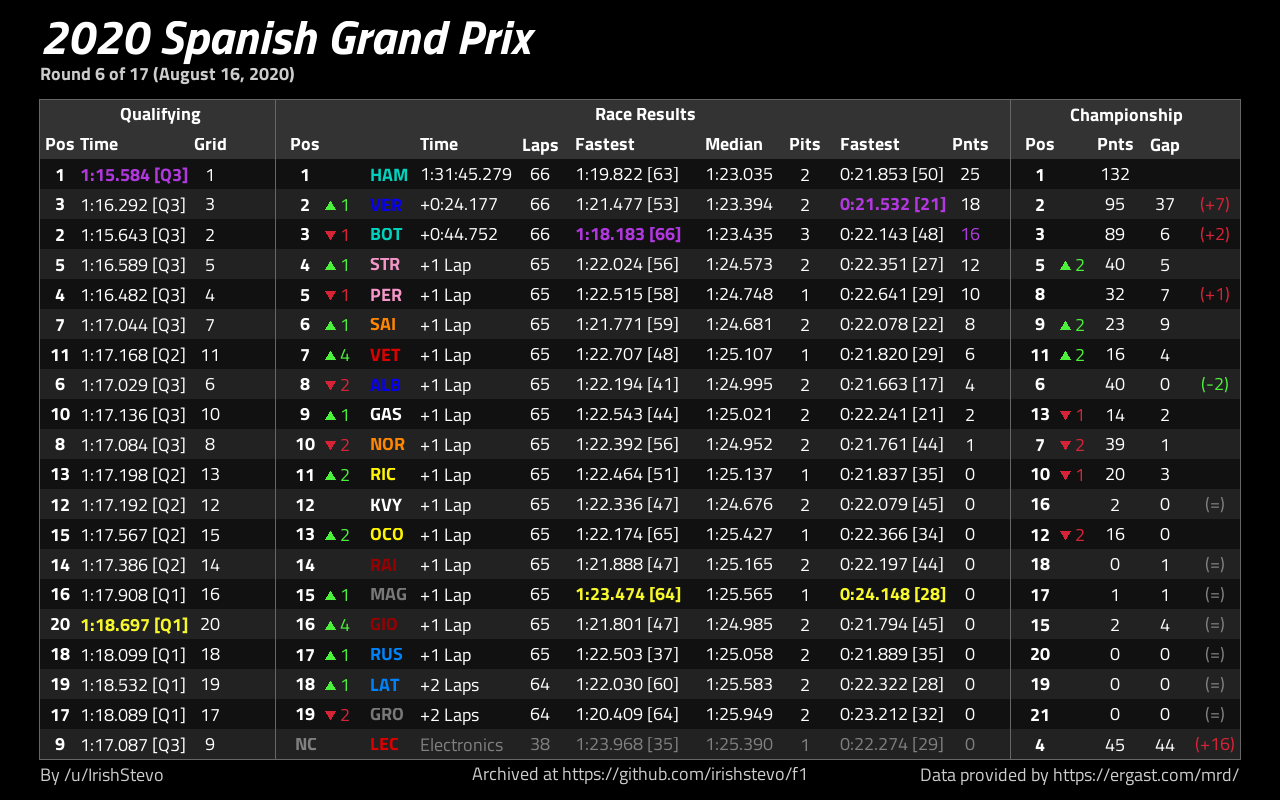 2020 Spanish Grand Prix
Round 6 of 17 (August 16, 2020)
Qualifying Race Results Championship
Pos Time Grid Pos Time Laps Fastest Median Pits Fastest Pnts Pos Pnts Gap
1 1:15.584 [Q3] 1 1 HAM 1:31:45.279 66 1:19.822 [63] 1:23.035 2 0:21.853 [50] 25 1 132
3 1:16.292 [Q3] 3 2 ▲ 1 VER +0:24.177 66 1:21.477 [53] 1:23.394 2 0:21.532 [21] 18 2 95 37 (+7)
2 1:15.643 [Q3] 2 3 ▼ 1 BOT +0:44.752 66 1:18.183 [66] 1:23.435 3 0:22.143 [48] 16 3 89 6 (+2)
5 1:16.589 [Q3] 5 4 ▲ 1 STR +1 Lap 65 1:22.024 [56] 1:24.573 2 0:22.351 [27] 12 5 ▲ 2 40 5
4 1:16.482 [Q3] 4 5 ▼ 1 PER +1 Lap 65 1:22.515 [58] 1:24.748 1 0:22.641 [29] 10 8 32 7 (+1)
7 1:17.044 [Q3] 7 6 ▲ 1 SAI +1 Lap 65 1:21.771 [59] 1:24.681 2 0:22.078 [22] 8 9 ▲ 2 23 9
11 1:17.168 [Q2] 11 7 ▲ 4 VET +1 Lap 65 1:22.707 [48] 1:25.107 1 0:21.820 [29] 6 11 ▲ 2 16 4
6 1:17.029 [Q3] 6 8 ▼ 2 ALB +1 Lap 65 1:22.194 [41] 1:24.995 2 0:21.663 [17] 4 6 40 0 (-2)
10 1:17.136 [Q3] 10 9 ▲ 1 GAS +1 Lap 65 1:22.543 [44] 1:25.021 2 0:22.241 [21] 2 13 ▼ 1 14 2
8 1:17.084 [Q3] 8 10 ▼ 2 NOR +1 Lap 65 1:22.392 [56] 1:24.952 2 0:21.761 [44] 1 7 ▼ 2 39 1
13 1:17.198 [Q2] 13 11 ▲ 2 RIC +1 Lap 65 1:22.464 [51] 1:25.137 1 0:21.837 [35] 0 10 ▼ 1 20 3
12 1:17.192 [Q2] 12 12 KVY +1 Lap 65 1:22.336 [47] 1:24.676 2 0:22.079 [45] 0 16 2 0 (=)
15 1:17.567 [Q2] 15 13 ▲ 2 OCO +1 Lap 65 1:22.174 [65] 1:25.427 1 0:22.366 [34] 0 12 ▼ 2 16 0
14 1:17.386 [Q2] 14 14 RAI +1 Lap 65 1:21.888 [47] 1:25.165 2 0:22.197 [44] 0 18 0 1 (=)
16 1:17.908 [Q1] 16 15 ▲ 1 MAG +1 Lap 65 1:23.474 [64] 1:25.565 1 0:24.148 [28] 0 17 1 1 (=)
20 1:18.697 [Q1] 20 16 ▲ 4 GIO +1 Lap 65 1:21.801 [47] 1:24.985 2 0:21.794 [45] 0 15 2 4 (=)
18 1:18.099 [Q1] 18 17 ▲ 1 RUS +1 Lap 65 1:22.503 [37] 1:25.058 2 0:21.889 [35] 0 20 0 0 (=)
19 1:18.532 [Q1] 19 18 ▲ 1 LAT +2 Laps 64 1:22.030 [60] 1:25.583 2 0:22.322 [28] 0 19 0 0 (=)
17 1:18.089 [Q1] 17 19 ▼ 2 GRO +2 Laps 64 1:20.409 [64] 1:25.949 2 0:23.212 [32] 0 21 0 0 (=)
9 1:17.087 [Q3] 9 NC LEC Electronics 38 1:23.968 [35] 1:25.390 1 0:22.274 [29] 0 4 45 44 (+16)
By /u/IrishStevo Archived at https://github.com/irishstevo/f1 Data provided by https://ergast.com/mrd/